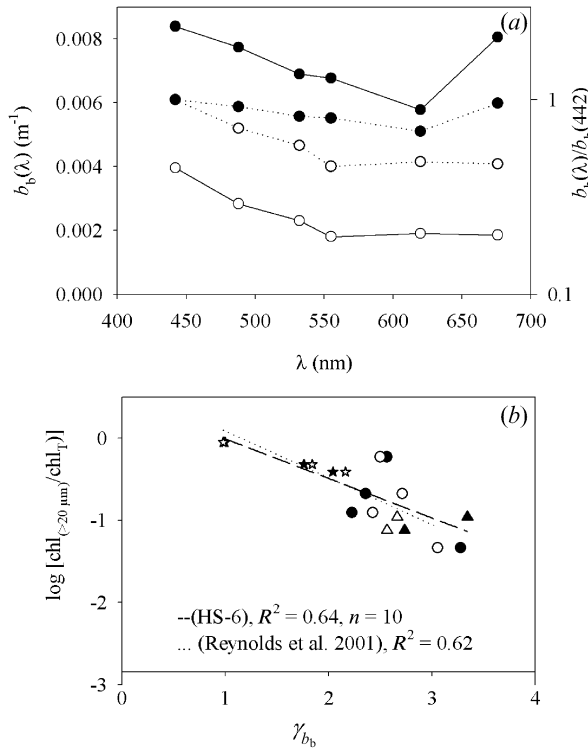 (a)
0.008
0.006
0.004
0.002
0.000
b_b(λ) (m⁻¹)
1
0.1
b_b(λ)/b_b(442)
400 450 500 550 600 650 700
λ (nm)
(b)
0
-1
-2
-3
log [chl_(>20 μm)/chl_T)]
--(HS-6), R² = 0.64, n = 10
... (Reynolds et al. 2001), R² = 0.62
0 1 2 3 4
γ_b_b